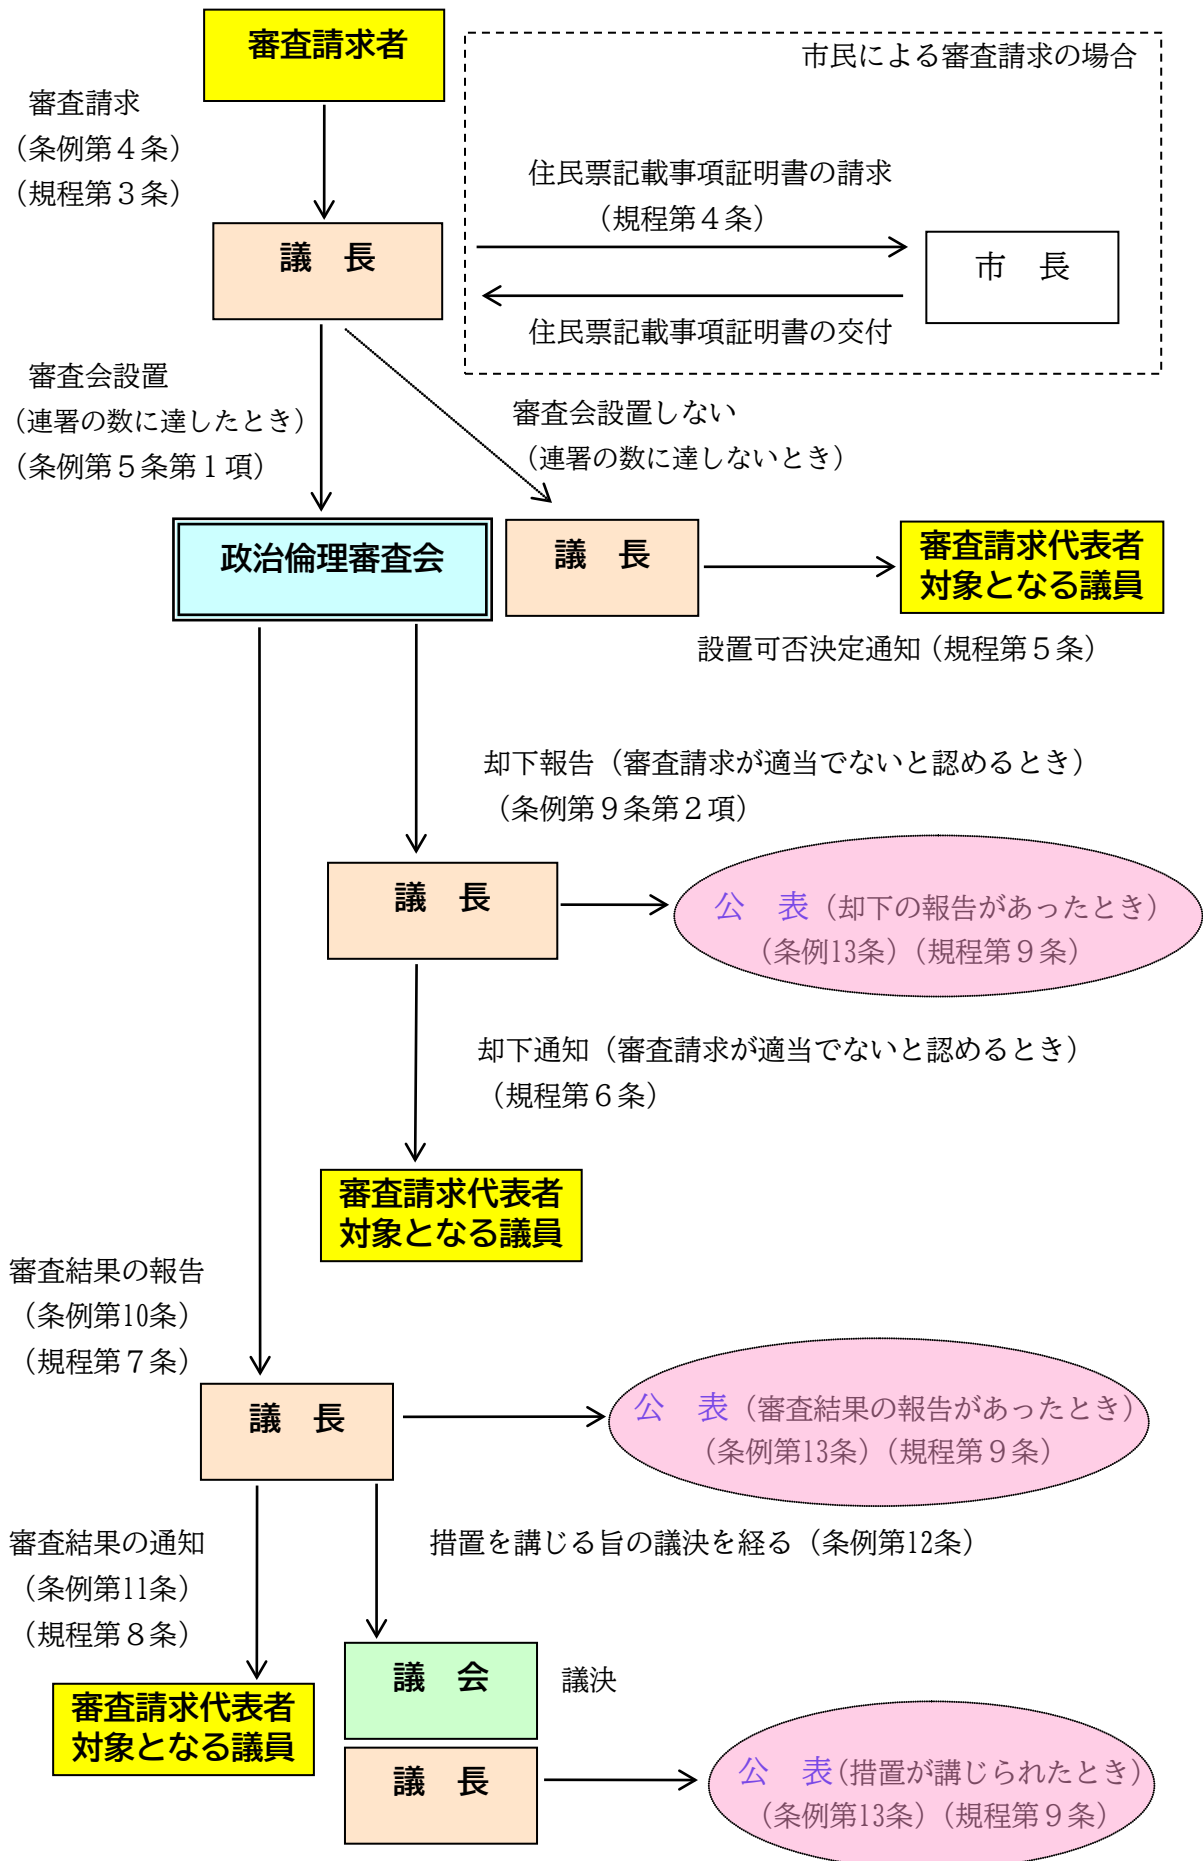 審査請求者
市民による審査請求の場合
審査請求
（条例第４条）
（規程第３条）
住民票記載事項証明書の請求
（規程第４条）
議　長
市　長
住民票記載事項証明書の交付
審査会設置
（連署の数に達したとき）
（条例第５条第１項）
審査会設置しない
（連署の数に達しないとき）
政治倫理審査会
議　長
審査請求代表者
対象となる議員
設置可否決定通知（規程第５条）
却下報告（審査請求が適当でないと認めるとき）
（条例第９条第２項）
議　長
公　表（却下の報告があったとき）
（条例13条）（規程第９条）
却下通知（審査請求が適当でないと認めるとき）
（規程第６条）
審査請求代表者
対象となる議員
審査結果の報告
（条例第10条）
（規程第７条）
議　長
公　表（審査結果の報告があったとき）
（条例第13条）（規程第９条）
審査結果の通知
（条例第11条）
（規程第８条）
措置を講じる旨の議決を経る（条例第12条）
議　会
議決
審査請求代表者
対象となる議員
議　長
公　表（措置が講じられたとき）
（条例第13条）（規程第９条）